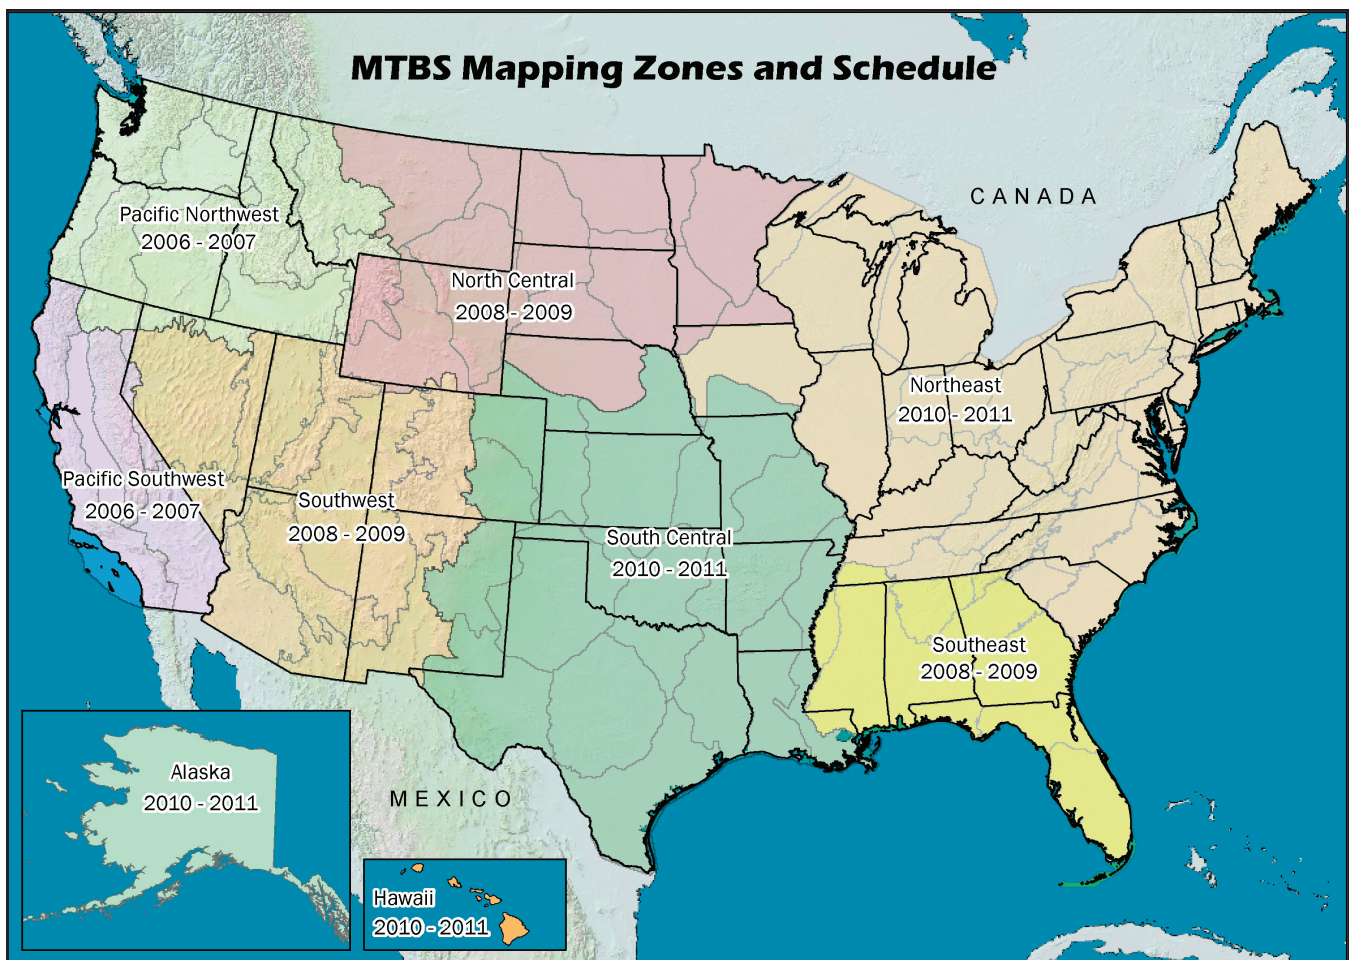 MTBS Mapping Zones and Schedule
CANADA
Pacific Northwest
2006 - 2007
North Central
2008 - 2009
Northeast
2010 - 2011
Pacific Southwest
2006 - 2007
Southwest
2008 - 2009
South Central
2010 - 2011
Southeast
2008 - 2009
Alaska
2010 - 2011
MEXICO
Hawaii
2010 - 2011